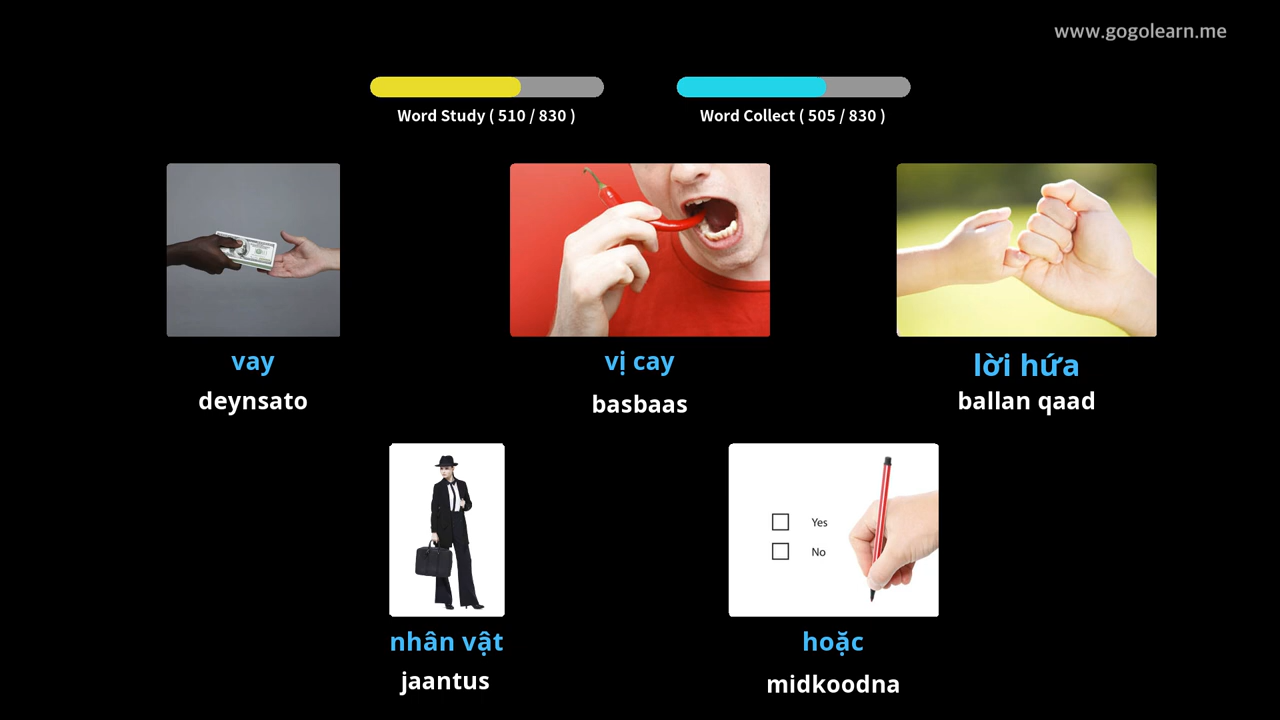 www.gogolearn.me
Word Study ( 510 / 830 )
Word Collect ( 505 / 830 )
vay
deynsato
vị cay
basbaas
lời hứa
ballan qaad
nhân vật
jaantus
Yes
No
hoặc
midkoodna